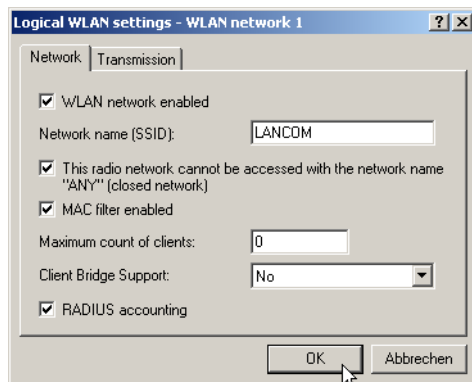 Logical WLAN settings - WLAN network 1
Network
Transmission
WLAN network enabled
Network name (SSID): LANCOM
This radio network cannot be accessed with the network name
"ANY" (closed network)
MAC filter enabled
Maximum count of clients: 0
Client Bridge Support: No
RADIUS accounting
OK
Abbrechen